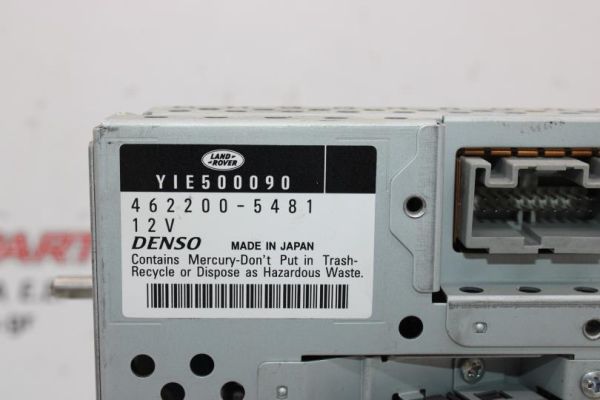 LAND-
ROVER
YIE500090
462200-5481
12V
DENSO MADE IN JAPAN
Contains Mercury-Don't Put in Trash-
Recycle or Dispose as Hazardous Waste.
PART